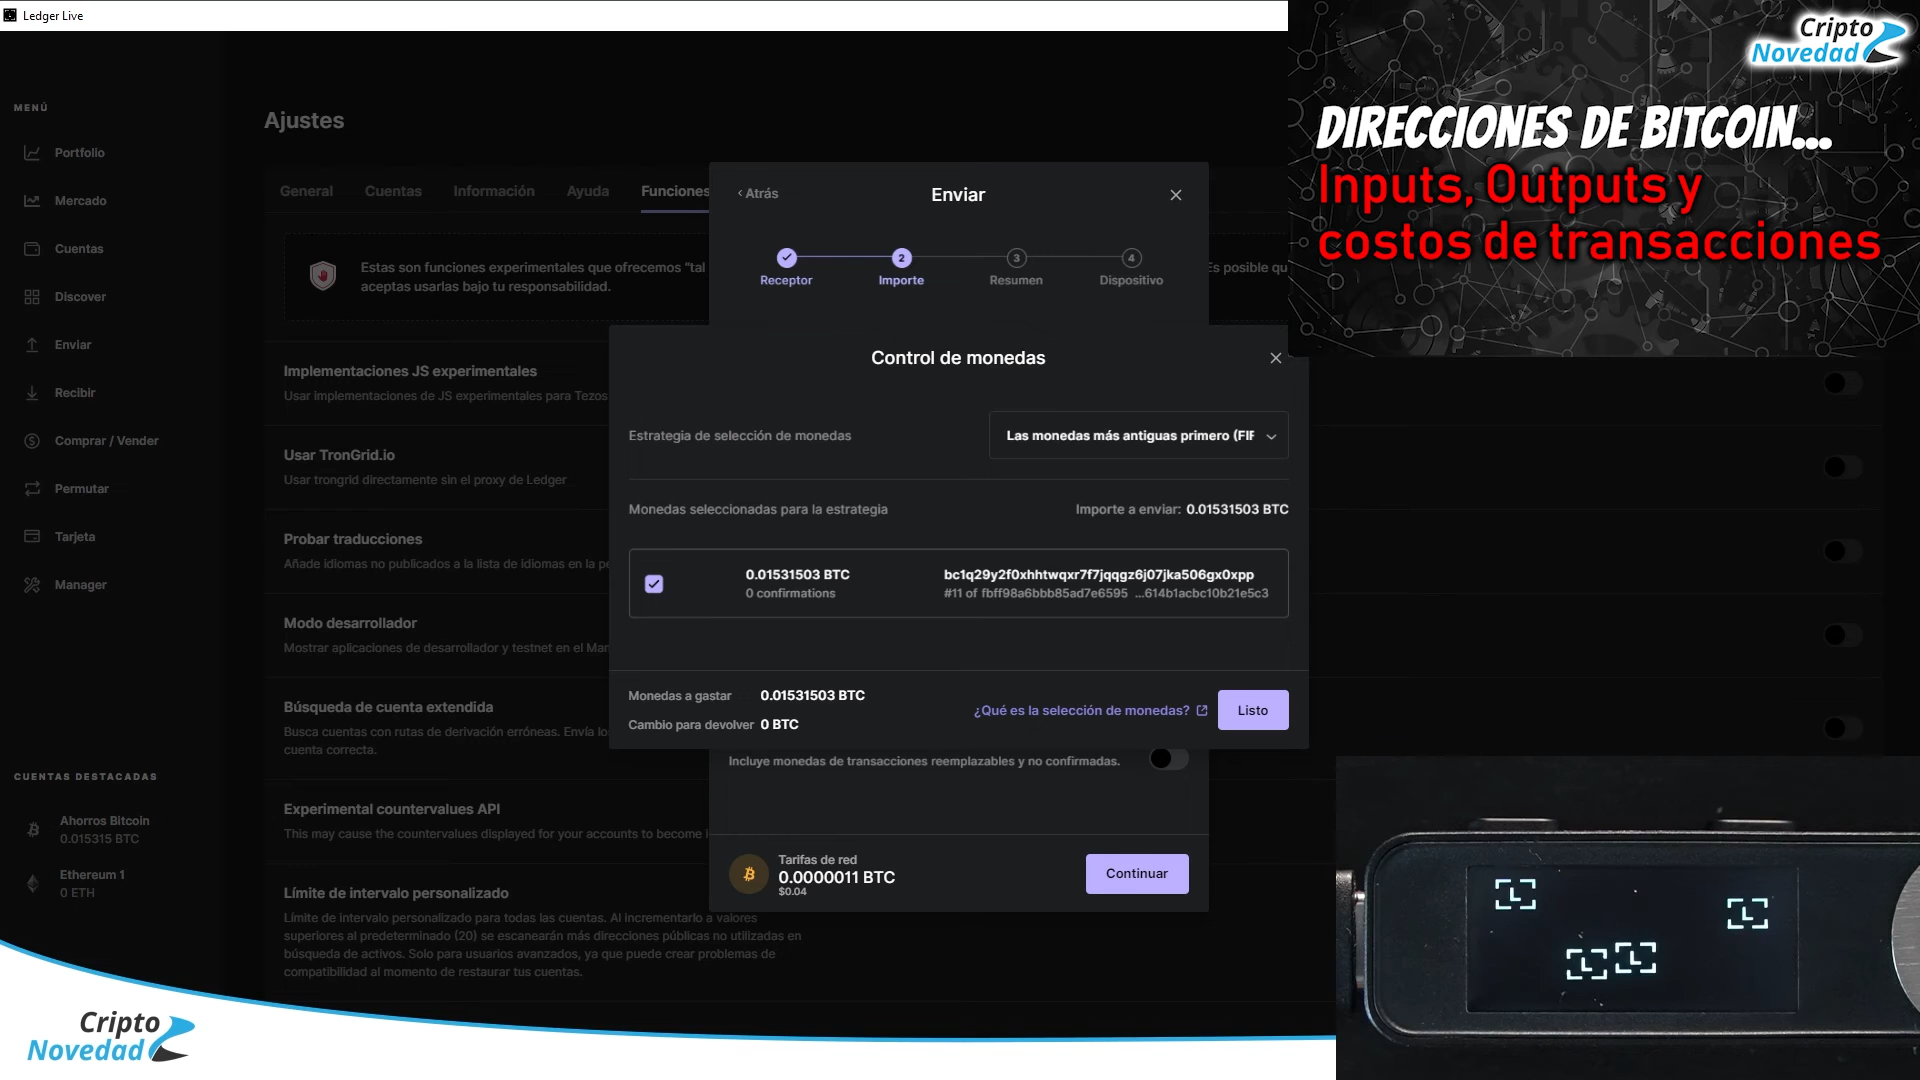 Ledger Live
MENÚ
Portfolio
Mercado
Cuentas
Discover
Enviar
Recibir
Comprar / Vender
Permutar
Tarjeta
Manager
CUENTAS DESTACADAS
Ahorros Bitcoin
0.015315 BTC
Ethereum 1
0 ETH
Cripto
Novedad
Ajustes
General
Cuentas
Información
Ayuda
Funciones
Estas son funciones experimentales que ofrecemos "tal
aceptas usarlas bajo tu responsabilidad.
Es posible qu
Implementaciones JS experimentales
Usar implementaciones de JS experimentales para Tezos
Usar TronGrid.io
Usar trongrid directamente sin el proxy de Ledger
Probar traducciones
Añade idiomas no publicados a la lista de idiomas en la pe
Modo desarrollador
Mostrar aplicaciones de desarrollador y testnet en el Man
Búsqueda de cuenta extendida
Busca cuentas con rutas de derivación erróneas. Envía lo
cuenta correcta.
Experimental countervalues API
This may cause the countervalues displayed for your accounts to become i
Límite de intervalo personalizado
Límite de intervalo personalizado para todas las cuentas. Al incrementarlo a valores
superiores al predeterminado (20) se escanearán más direcciones públicas no utilizadas en
búsqueda de activos. Solo para usuarios avanzados, ya que puede crear problemas de
compatibilidad al momento de restaurar tus cuentas.
Atrás
Enviar
Receptor
2
Importe
3
Resumen
4
Dispositivo
Control de monedas
Estrategia de selección de monedas
Las monedas más antiguas primero (FIF
Monedas seleccionadas para la estrategia
Importe a enviar: 0.01531503 BTC
0.01531503 BTC
0 confirmations
bc1q29y2f0xhhtwqxr7f7jqqgz6j07jka506gx0xpp
#11 of fbff98a6bbb85ad7e6595 ...614b1acbc10b21e5c3
Monedas a gastar 0.01531503 BTC
Cambio para devolver 0 BTC
¿Qué es la selección de monedas?
Listo
Incluye monedas de transacciones reemplazables y no confirmadas.
Tarifas de red
0.0000011 BTC
$0.04
Continuar
Cripto
Novedad
DIRECCIONES DE BITCOIN...
Inputs, Outputs y
costos de transacciones